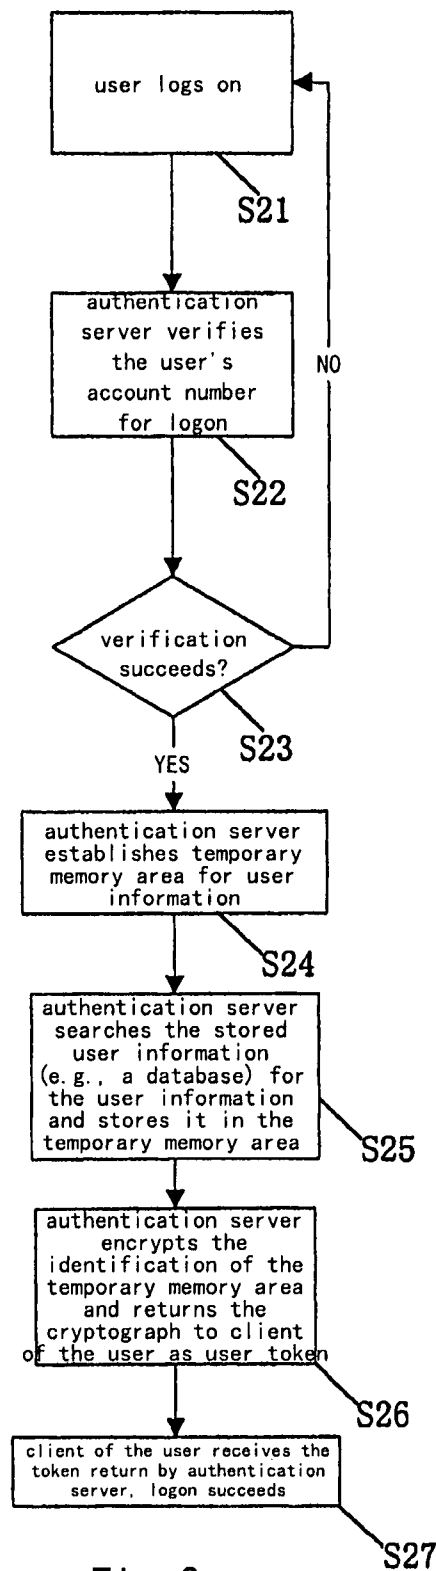 user logs on
S21
authentication
server verifies
the user's
account number
for logon
NO
S22
verification
succeeds?
S23
YES
authentication server
establishes temporary
memory area for user
information
S24
authentication server
searches the stored
user information
(e.g., a database) for
the user information
and stores it in the
temporary memory area
S25
authentication server
encrypts the
identification of the
temporary memory area
and returns the
cryptograph to client
of the user as user token
S26
client of the user receives the
token return by authentication
server, logon succeeds
S27